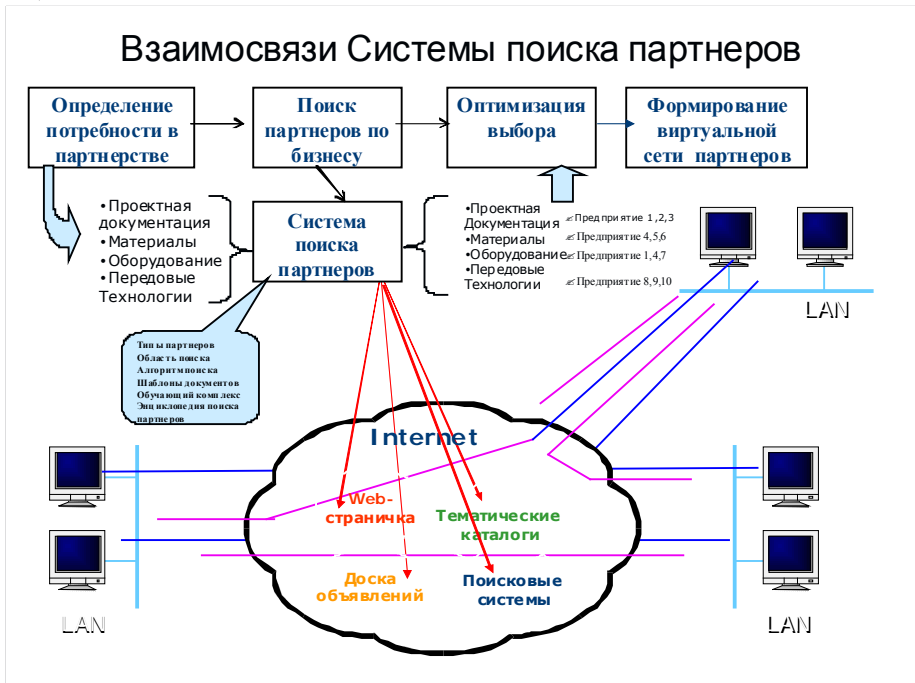 Взаимосвязи Системы поиска партнеров
Определение
потребности в
партнерстве
Поиск
партнеров по
бизнесу
Оптимизация
выбора
Формирование
виртуальной
сети партнеров
•Проектная
документация
•Материалы
•Оборудование
•Передовые
Технологии
Система
поиска
партнеров
•Проектная
Документация
•Материалы
•Оборудование
•Передовые
Технологии
Предприятие 1,2,3
Предприятие 4,5,6
Предприятие 1,4,7
Предприятие 8,9,10
LAN
Типы партнеров
Область поиска
Алгоритм поиска
Шаблоны документов
Обучающий комплекс
Энциклопедия поиска
партнеров
Internet
Web-
страничка
Тематические
каталоги
Доска
объявлений
Поисковые
системы
LAN
LAN